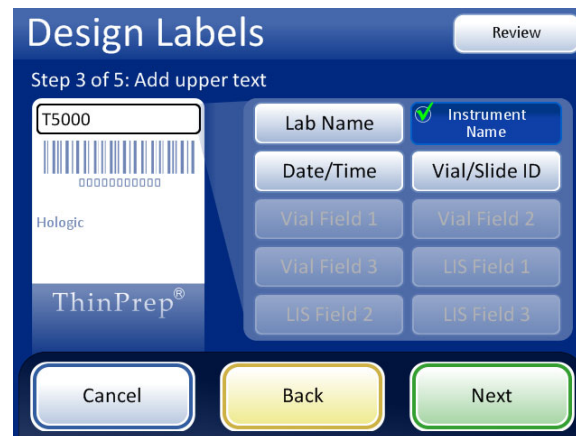 Design Labels
Review
Step 3 of 5: Add upper text
T5000
00000000000
Hologic
ThinPrep®
Lab Name
Instrument
Name
Date/Time
Vial/Slide ID
Vial Field 1
Vial Field 2
Vial Field 3
LIS Field 1
LIS Field 2
LIS Field 3
Cancel
Back
Next